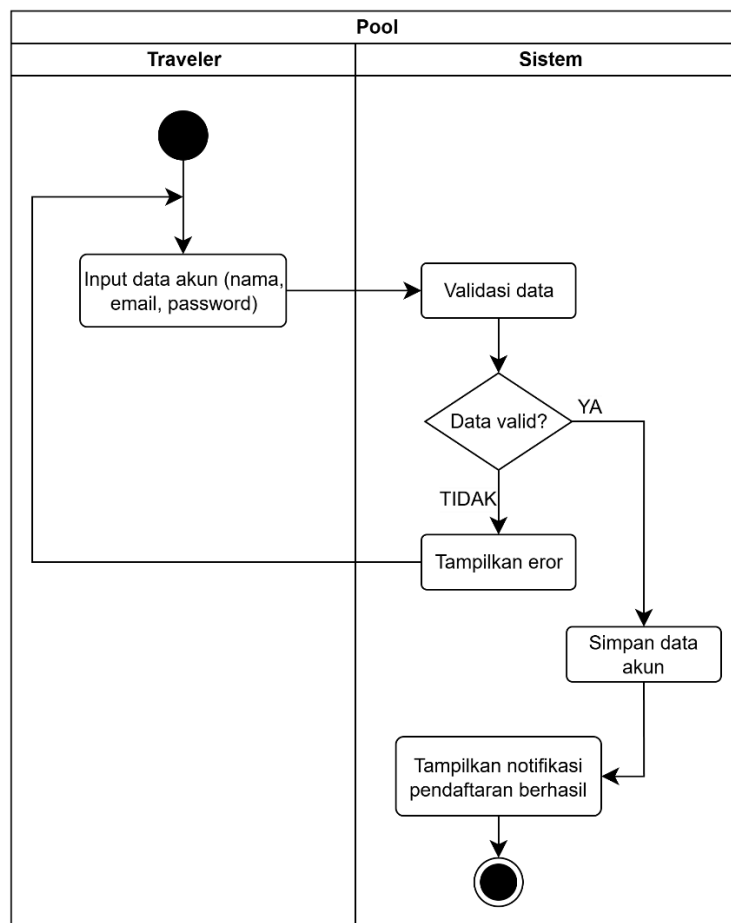 Pool
Traveler
Sistem
Input data akun (nama,
email, password)
Validasi data
Data valid?
YA
TIDAK
Tampilkan eror
Simpan data
akun
Tampilkan notifikasi
pendaftaran berhasil